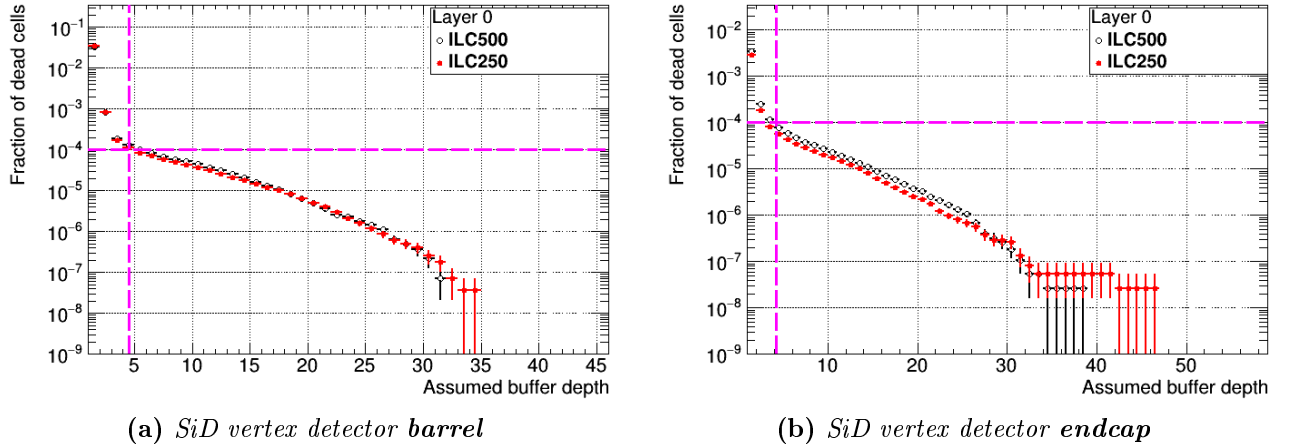 Fraction of dead cells
10⁻¹
10⁻²
10⁻³
10⁻⁴
10⁻⁵
10⁻⁶
10⁻⁷
10⁻⁸
10⁻⁹
Layer 0
ILC500
ILC250
5 10 15 20 25 30 35 40 45
Assumed buffer depth
(a) SiD vertex detector barrel
Fraction of dead cells
10⁻²
10⁻³
10⁻⁴
10⁻⁵
10⁻⁶
10⁻⁷
10⁻⁸
10⁻⁹
Layer 0
ILC500
ILC250
10 20 30 40 50
Assumed buffer depth
(b) SiD vertex detector endcap